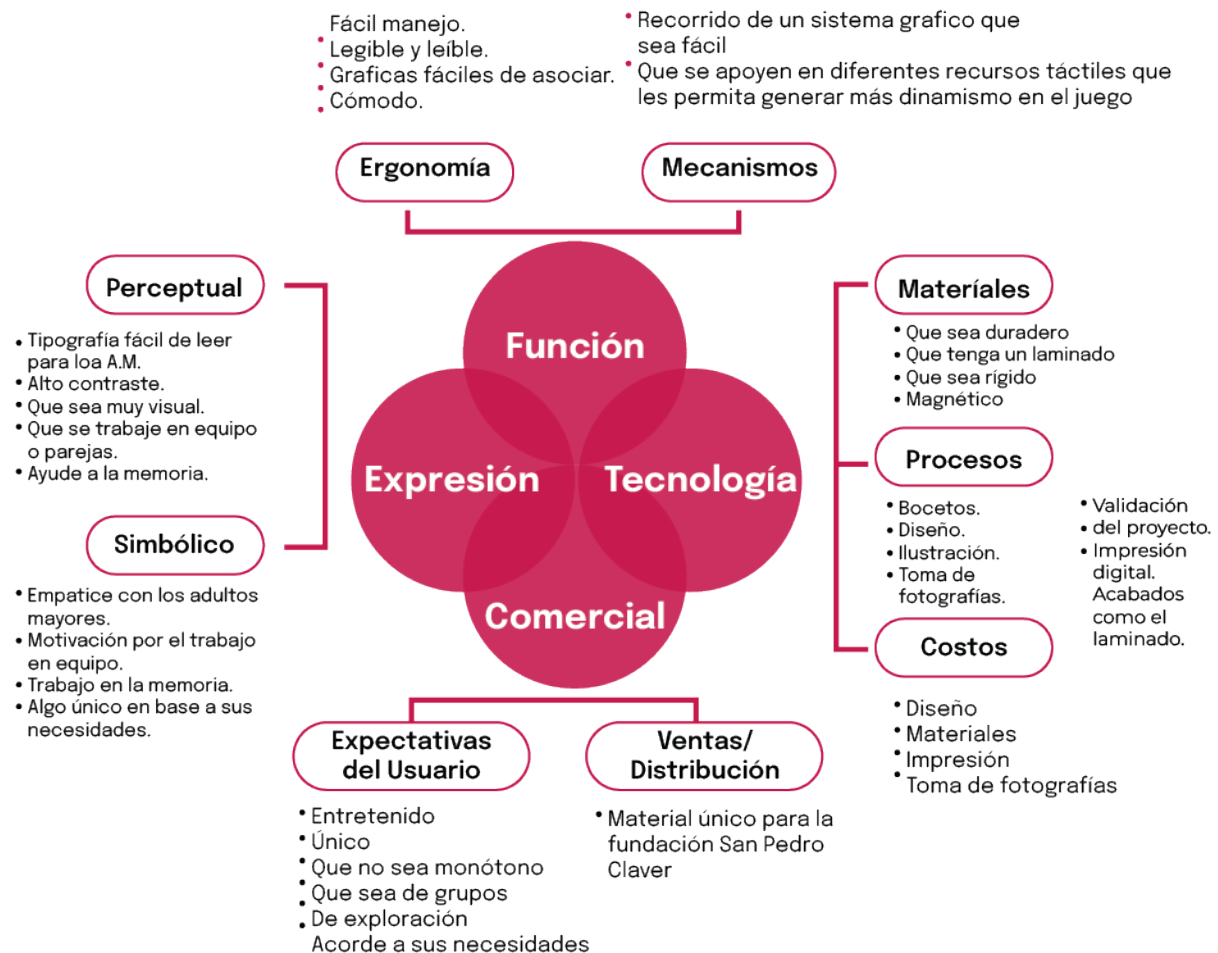 Fácil manejo.
Legible y leíble.
Graficas fáciles de asociar.
Cómodo.
Recorrido de un sistema grafico que
sea fácil
Que se apoyen en diferentes recursos táctiles que
les permita generar más dinamismo en el juego
Ergonomía
Mecanismos
Perceptual
Tipografía fácil de leer
para loa A.M.
Alto contraste.
Que sea muy visual.
Que se trabaje en equipo
o parejas.
Ayude a la memoria.
Simbólico
Empatice con los adultos
mayores.
Motivación por el trabajo
en equipo.
Trabajo en la memoria.
Algo único en base a sus
necesidades.
Función
Expresión
Tecnología
Comercial
Materíales
Que sea duradero
Que tenga un laminado
Que sea rígido
Magnético
Procesos
Bocetos.
Diseño.
Ilustración.
Toma de
fotografías.
Validación
del proyecto.
Impresión
digital.
Acabados
como el
laminado.
Costos
Diseño
Materiales
Impresión
Toma de fotografías
Expectativas
del Usuario
Entretenido
Único
Que no sea monótono
Que sea de grupos
De exploración
Acorde a sus necesidades
Ventas/
Distribución
Material único para la
fundación San Pedro
Claver